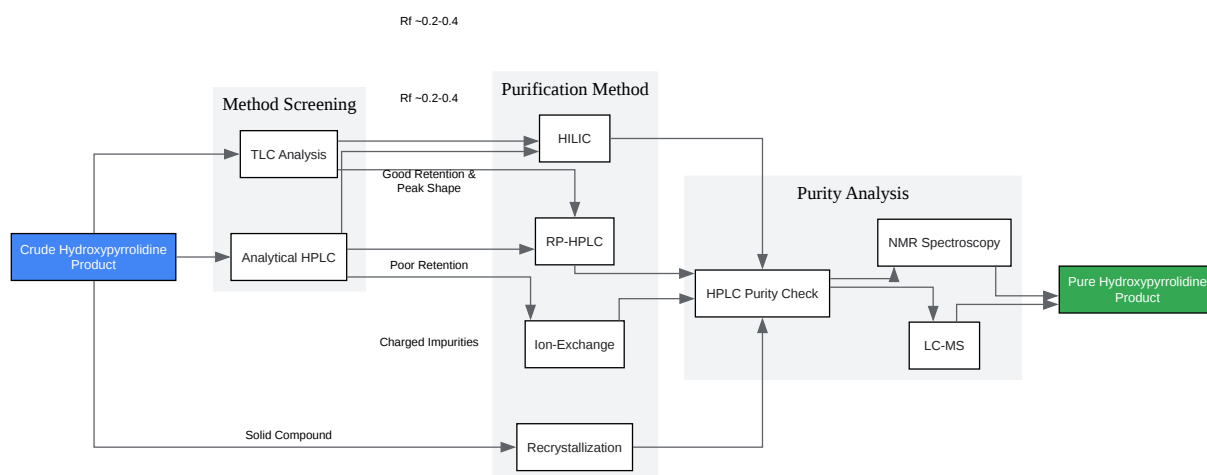 Rf ~0.2-0.4
Rf ~0.2-0.4
Method Screening
Purification Method
TLC Analysis
HILIC
Good Retention &
Peak Shape
Purity Analysis
Crude Hydroxypyrrolidine
Product
Analytical HPLC
RP-HPLC
NMR Spectroscopy
Poor Retention
HPLC Purity Check
Pure Hydroxypyrrolidine
Product
Charged Impurities
Ion-Exchange
LC-MS
Solid Compound
Recrystallization